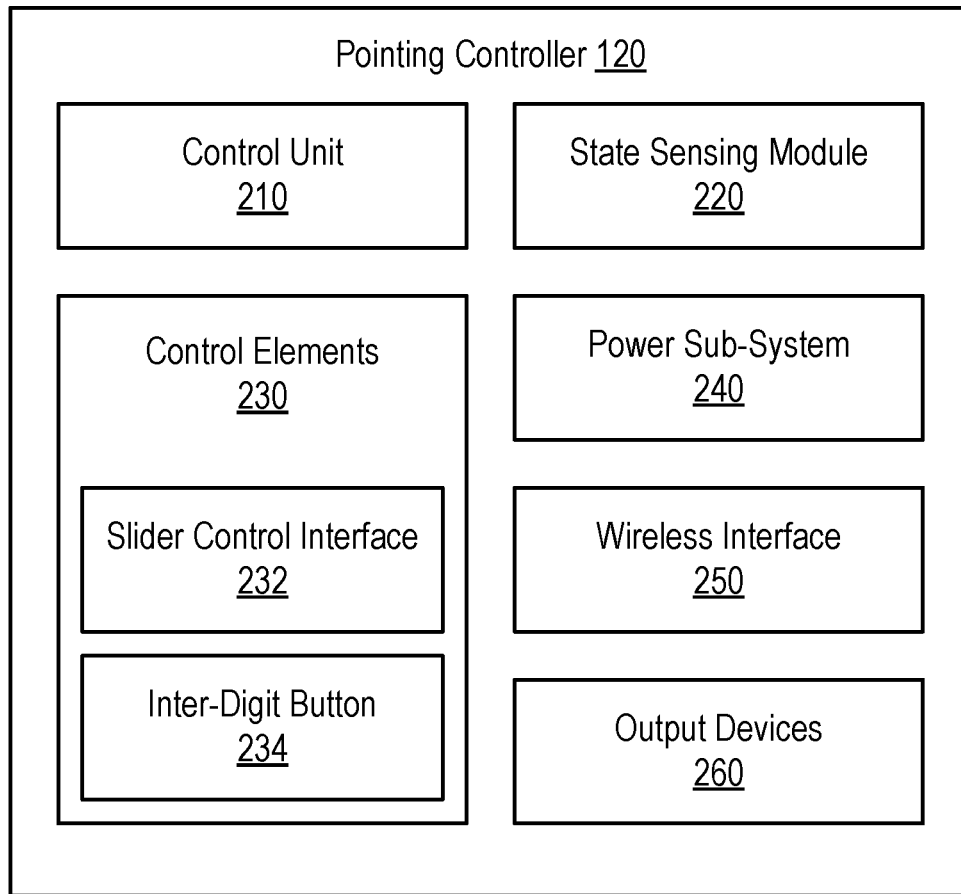 Pointing Controller 120
Control Unit
210
State Sensing Module
220
Control Elements
230
Slider Control Interface
232
Inter-Digit Button
234
Power Sub-System
240
Wireless Interface
250
Output Devices
260